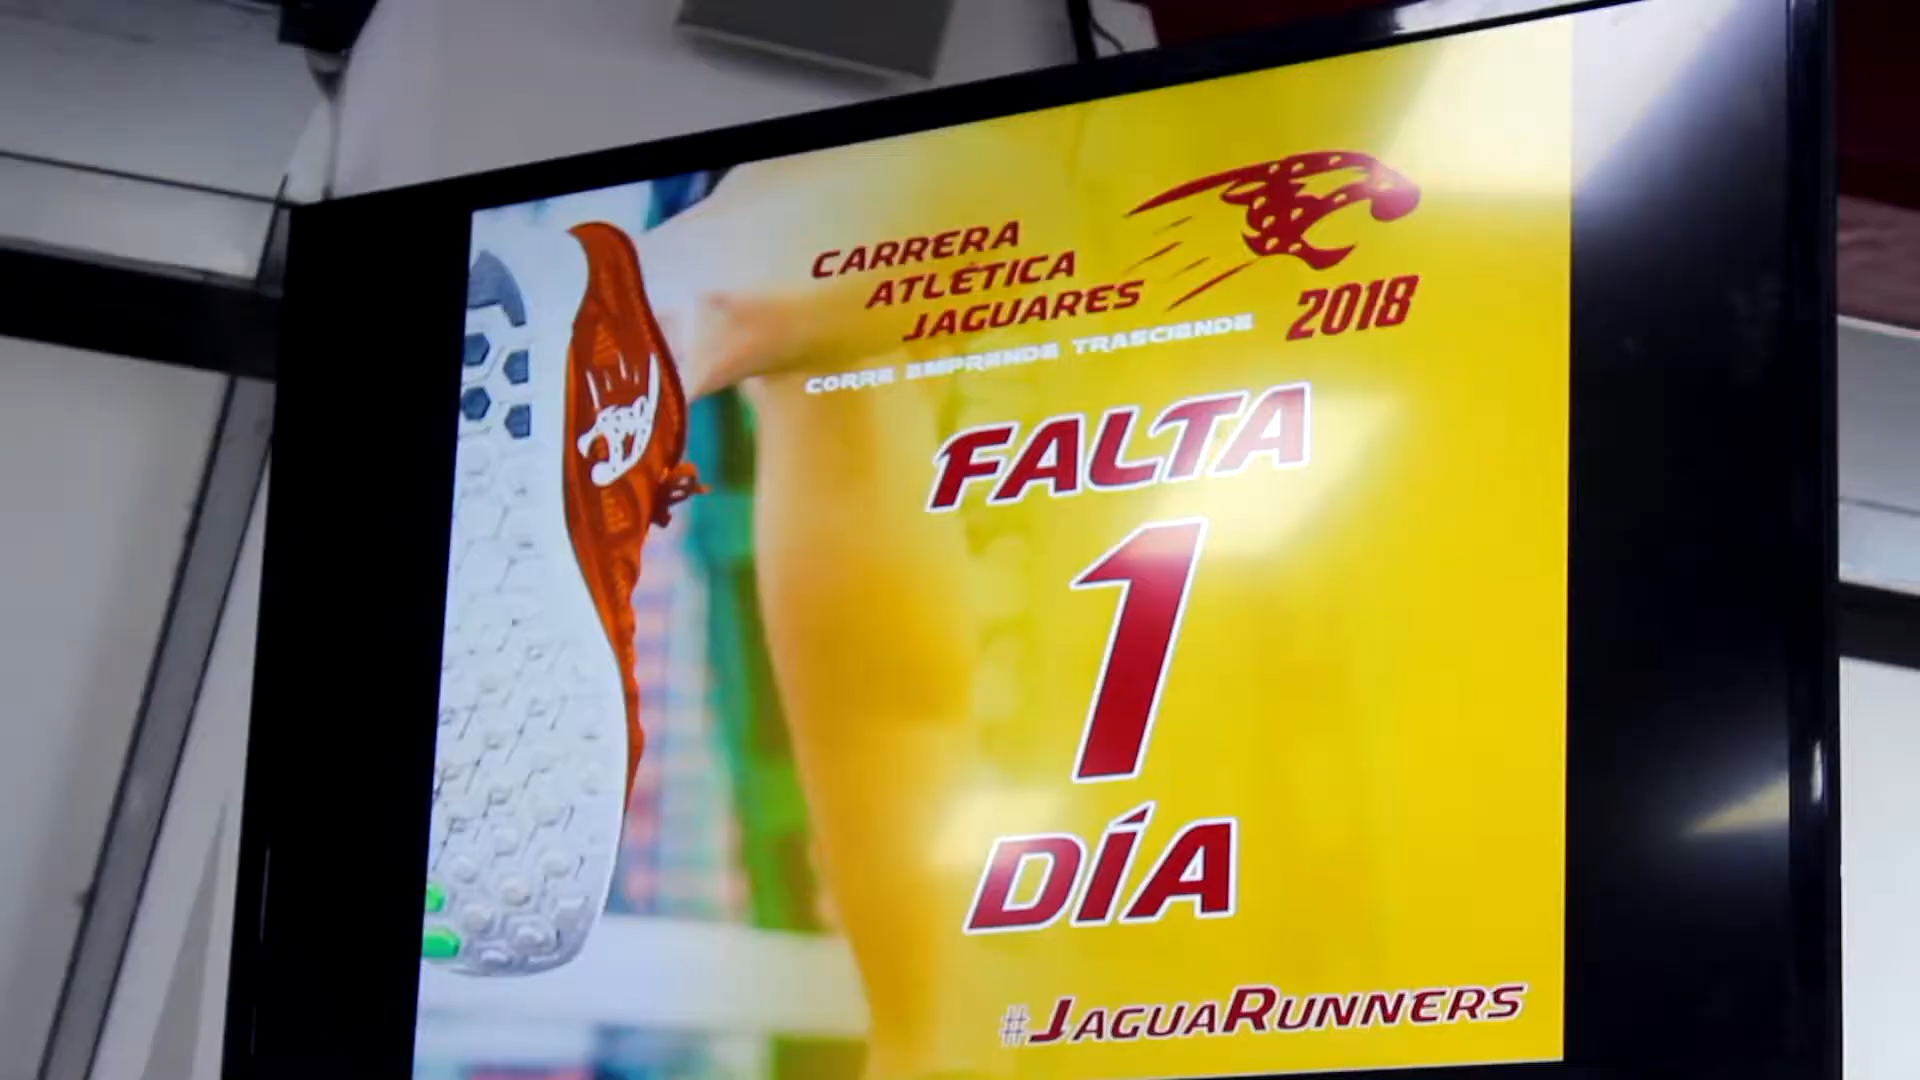 CARRERA
ATLÉTICA
JAGUARES
2018
CORRE EMPRENDE TRASCIENDE
FALTA
1
DÍA
#JAGUARUNNERS